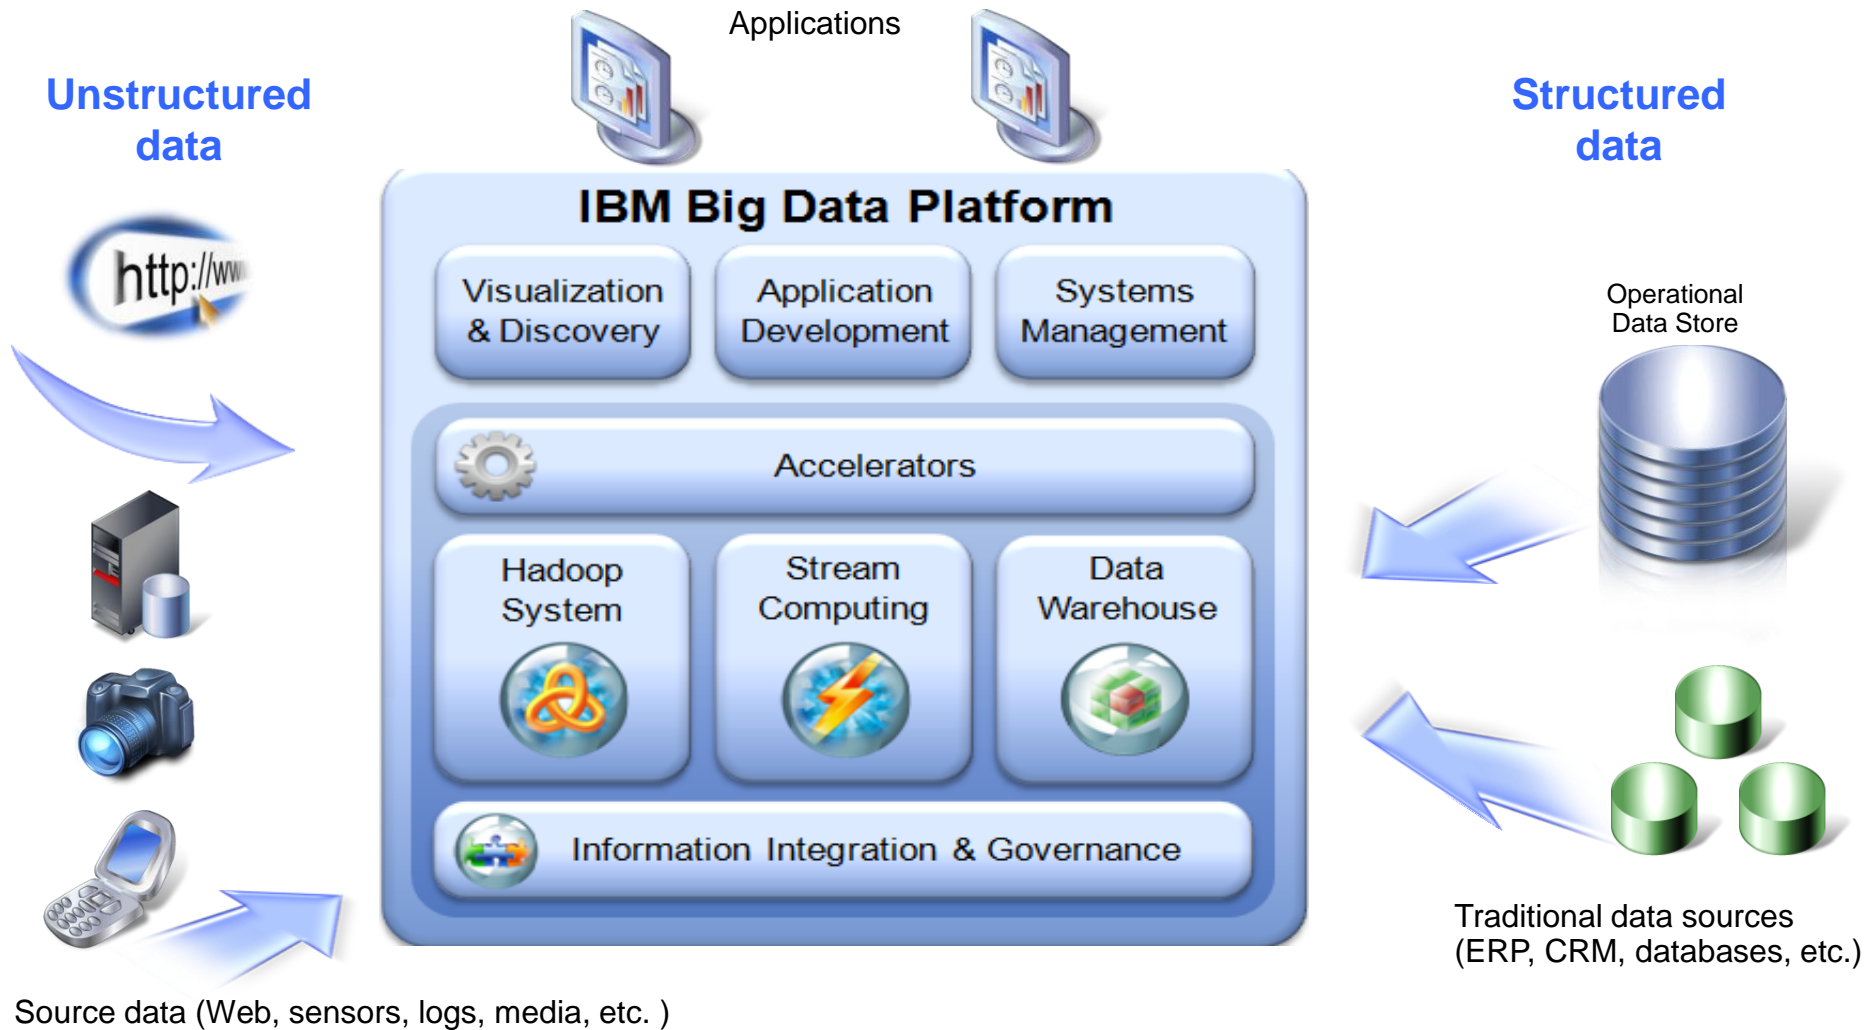 Applications
Unstructured
data
Structured
data
IBM Big Data Platform
http://www
Visualization
& Discovery
Application
Development
Systems
Management
Operational
Data Store
Accelerators
Hadoop
System
Stream
Computing
Data
Warehouse
Information Integration & Governance
Traditional data sources
(ERP, CRM, databases, etc.)
Source data (Web, sensors, logs, media, etc. )